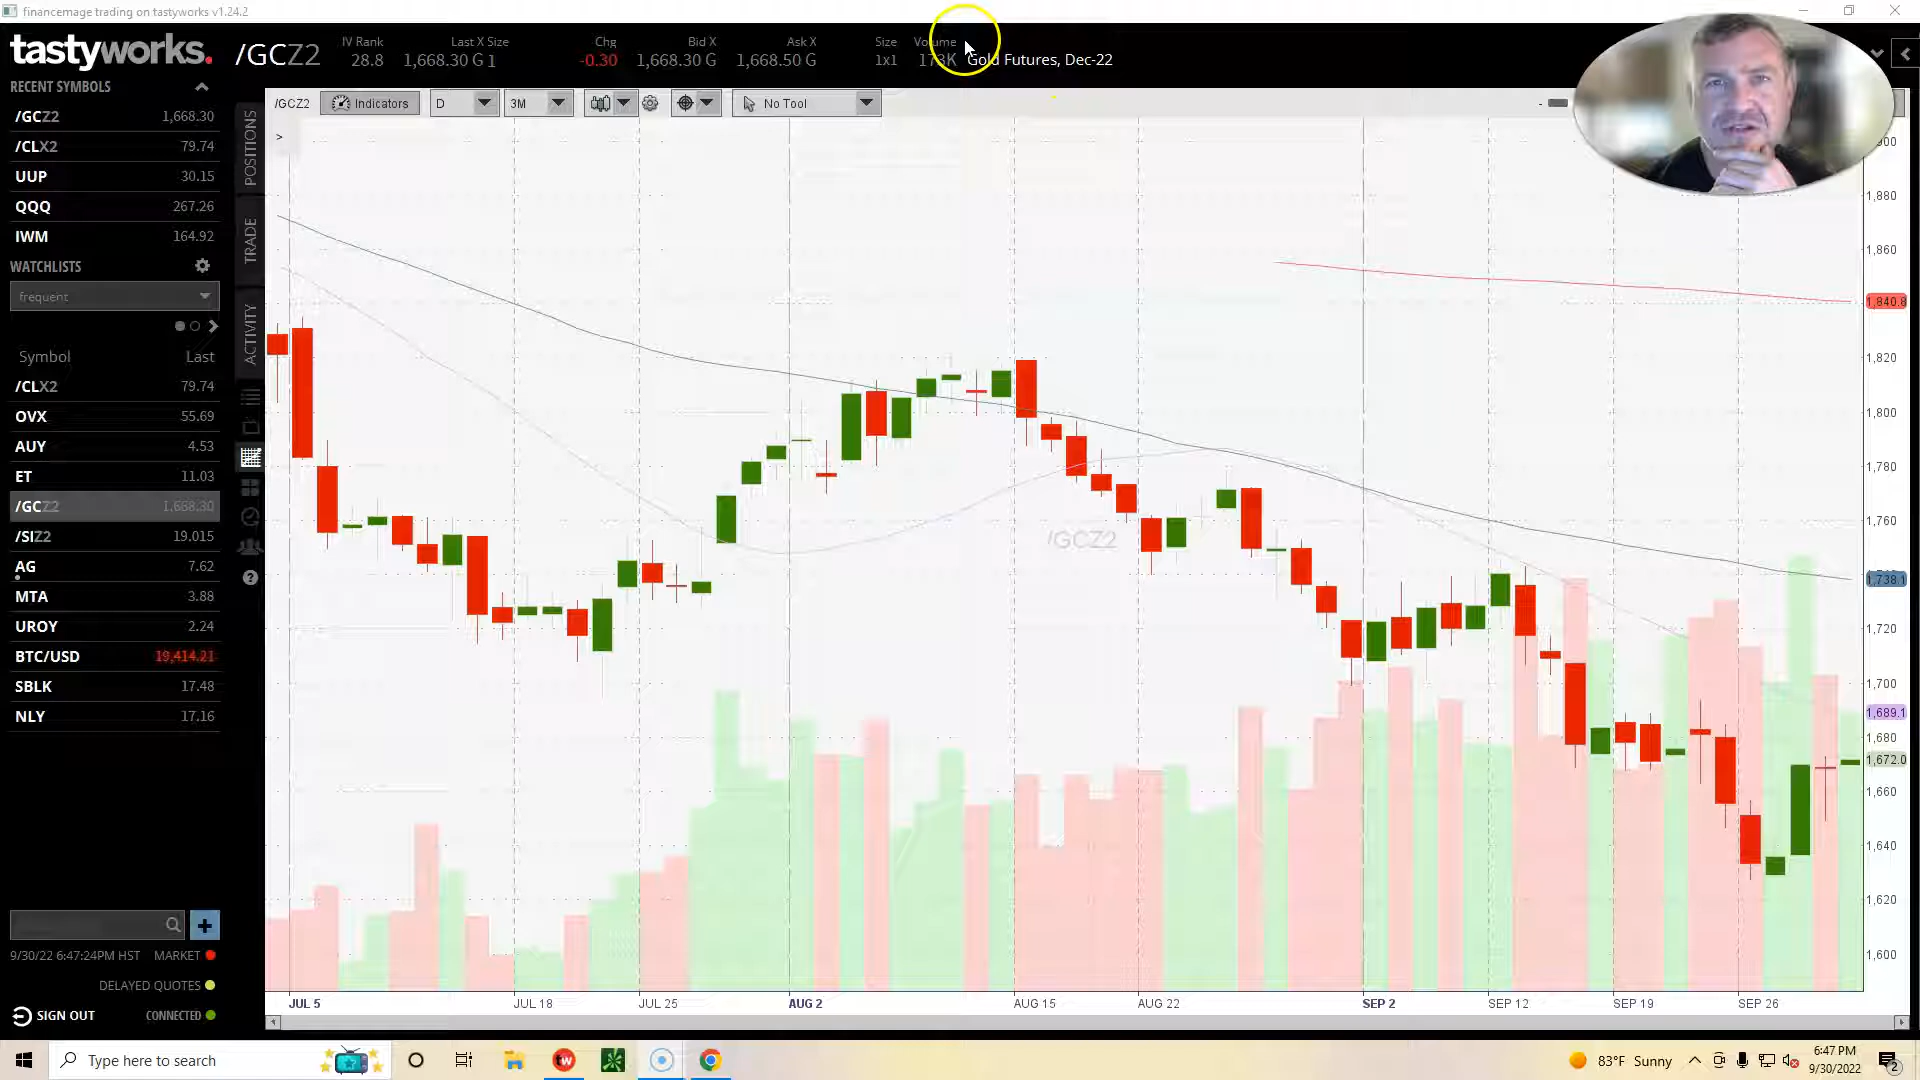 financemage trading on tastyworks v1.24.2
tastyworks.
/GCZ2
IV Rank
28.8
Last X Size
1,668.30 G 1
Chg
-0.30
Bid X
1,668.30 G
Ask X
1,668.50 G
Size
1x1
Volume
173K
Gold Futures, Dec-22
RECENT SYMBOLS
/GCZ2 1,668.30
/CLX2 79.74
UUP 30.15
QQQ 267.26
IWM 164.92
WATCHLISTS
frequent
Symbol Last
/CLX2 79.74
OVX 55.69
AUY 4.53
ET 11.03
/GCZ2 1,668.30
/SIZ2 19.015
AG 7.62
MTA 3.88
UROY 2.24
BTC/USD 19,414.21
SBLK 17.48
NLY 17.16
9/30/22 6:47:24PM HST MARKET
DELAYED QUOTES
SIGN OUT CONNECTED
POSITIONS
TRADE
ACTIVITY
/GCZ2 Indicators D 3M No Tool
/GCZ2
1,880
1,860
1,840.8
1,820
1,800
1,780
1,760
1,738.1
1,720
1,700
1,689.1
1,680
1,672.0
1,660
1,640
1,620
1,600
JUL 5 JUL 18 JUL 25 AUG 2 AUG 15 AUG 22 SEP 2 SEP 12 SEP 19 SEP 26
Type here to search
83°F Sunny
6:47 PM
9/30/2022
2